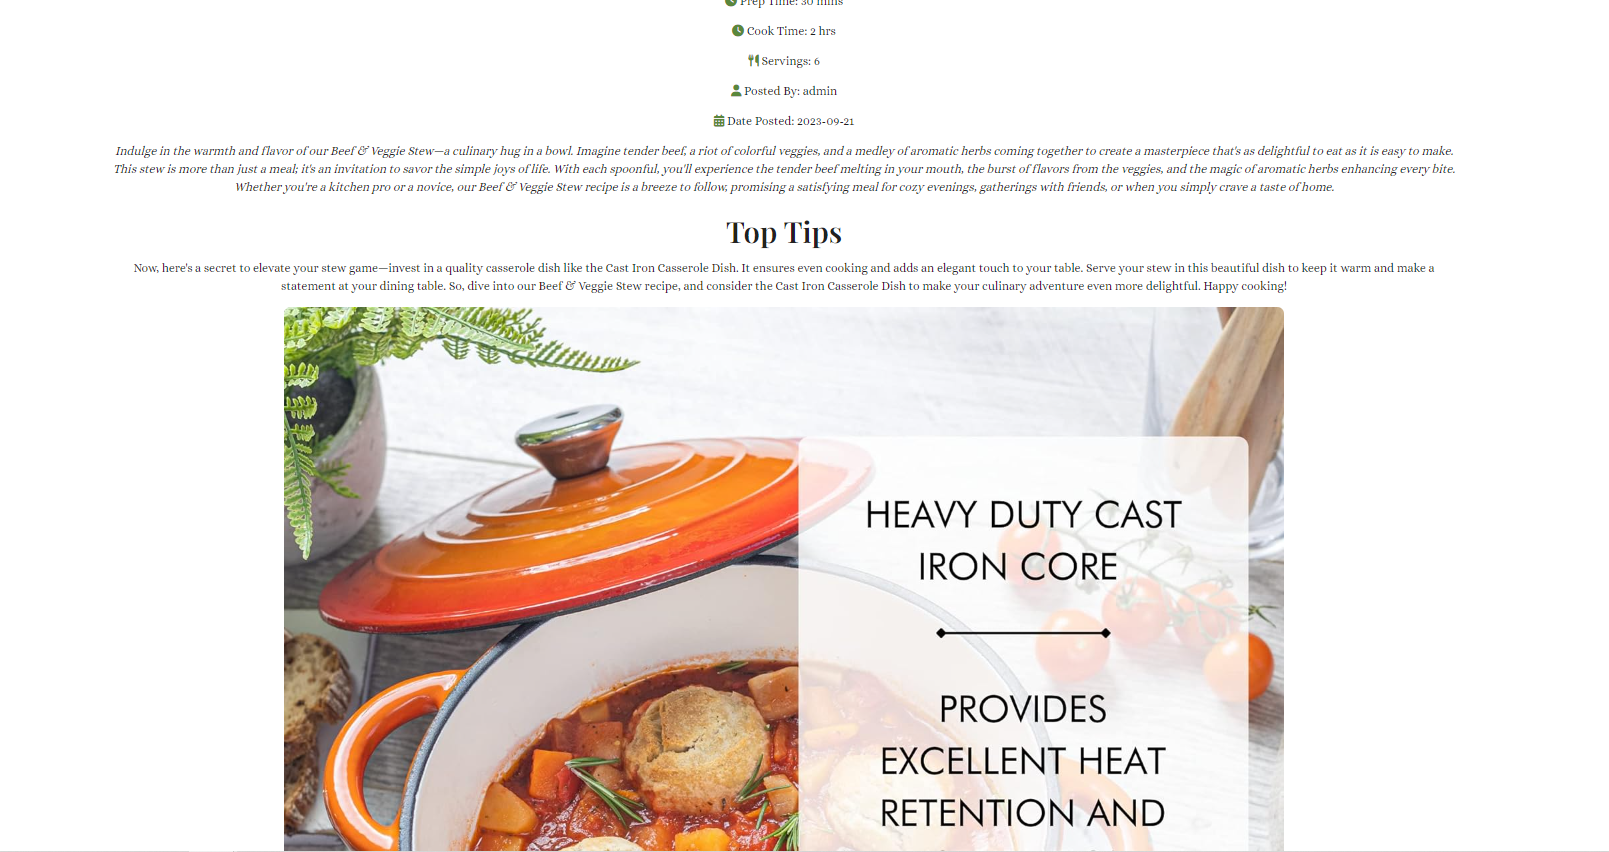 Prep Time: 30 mins
Cook Time: 2 hrs
Servings: 6
Posted By: admin
Date Posted: 2023-09-21
Indulge in the warmth and flavor of our Beef & Veggie Stew—a culinary hug in a bowl. Imagine tender beef, a riot of colorful veggies, and a medley of aromatic herbs coming together to create a masterpiece that's as delightful to eat as it is easy to make.
This stew is more than just a meal; it's an invitation to savor the simple joys of life. With each spoonful, you'll experience the tender beef melting in your mouth, the burst of flavors from the veggies, and the magic of aromatic herbs enhancing every bite.
Whether you're a kitchen pro or a novice, our Beef & Veggie Stew recipe is a breeze to follow, promising a satisfying meal for cozy evenings, gatherings with friends, or when you simply crave a taste of home.
Top Tips
Now, here's a secret to elevate your stew game—invest in a quality casserole dish like the Cast Iron Casserole Dish. It ensures even cooking and adds an elegant touch to your table. Serve your stew in this beautiful dish to keep it warm and make a
statement at your dining table. So, dive into our Beef & Veggie Stew recipe, and consider the Cast Iron Casserole Dish to make your culinary adventure even more delightful. Happy cooking!
HEAVY DUTY CAST
IRON CORE
PROVIDES
EXCELLENT HEAT
RETENTION AND